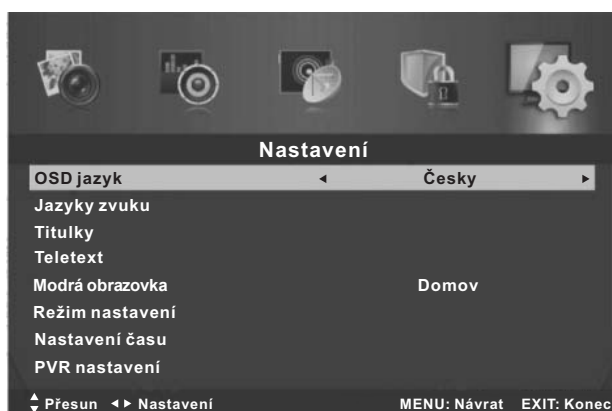 Nastavení
OSD jazyk Česky
Jazyky zvuku
Titulky
Teletext
Modrá obrazovka Domov
Režim nastavení
Nastavení času
PVR nastavení
Přesun Nastavení MENU: Návrat EXIT: Konec